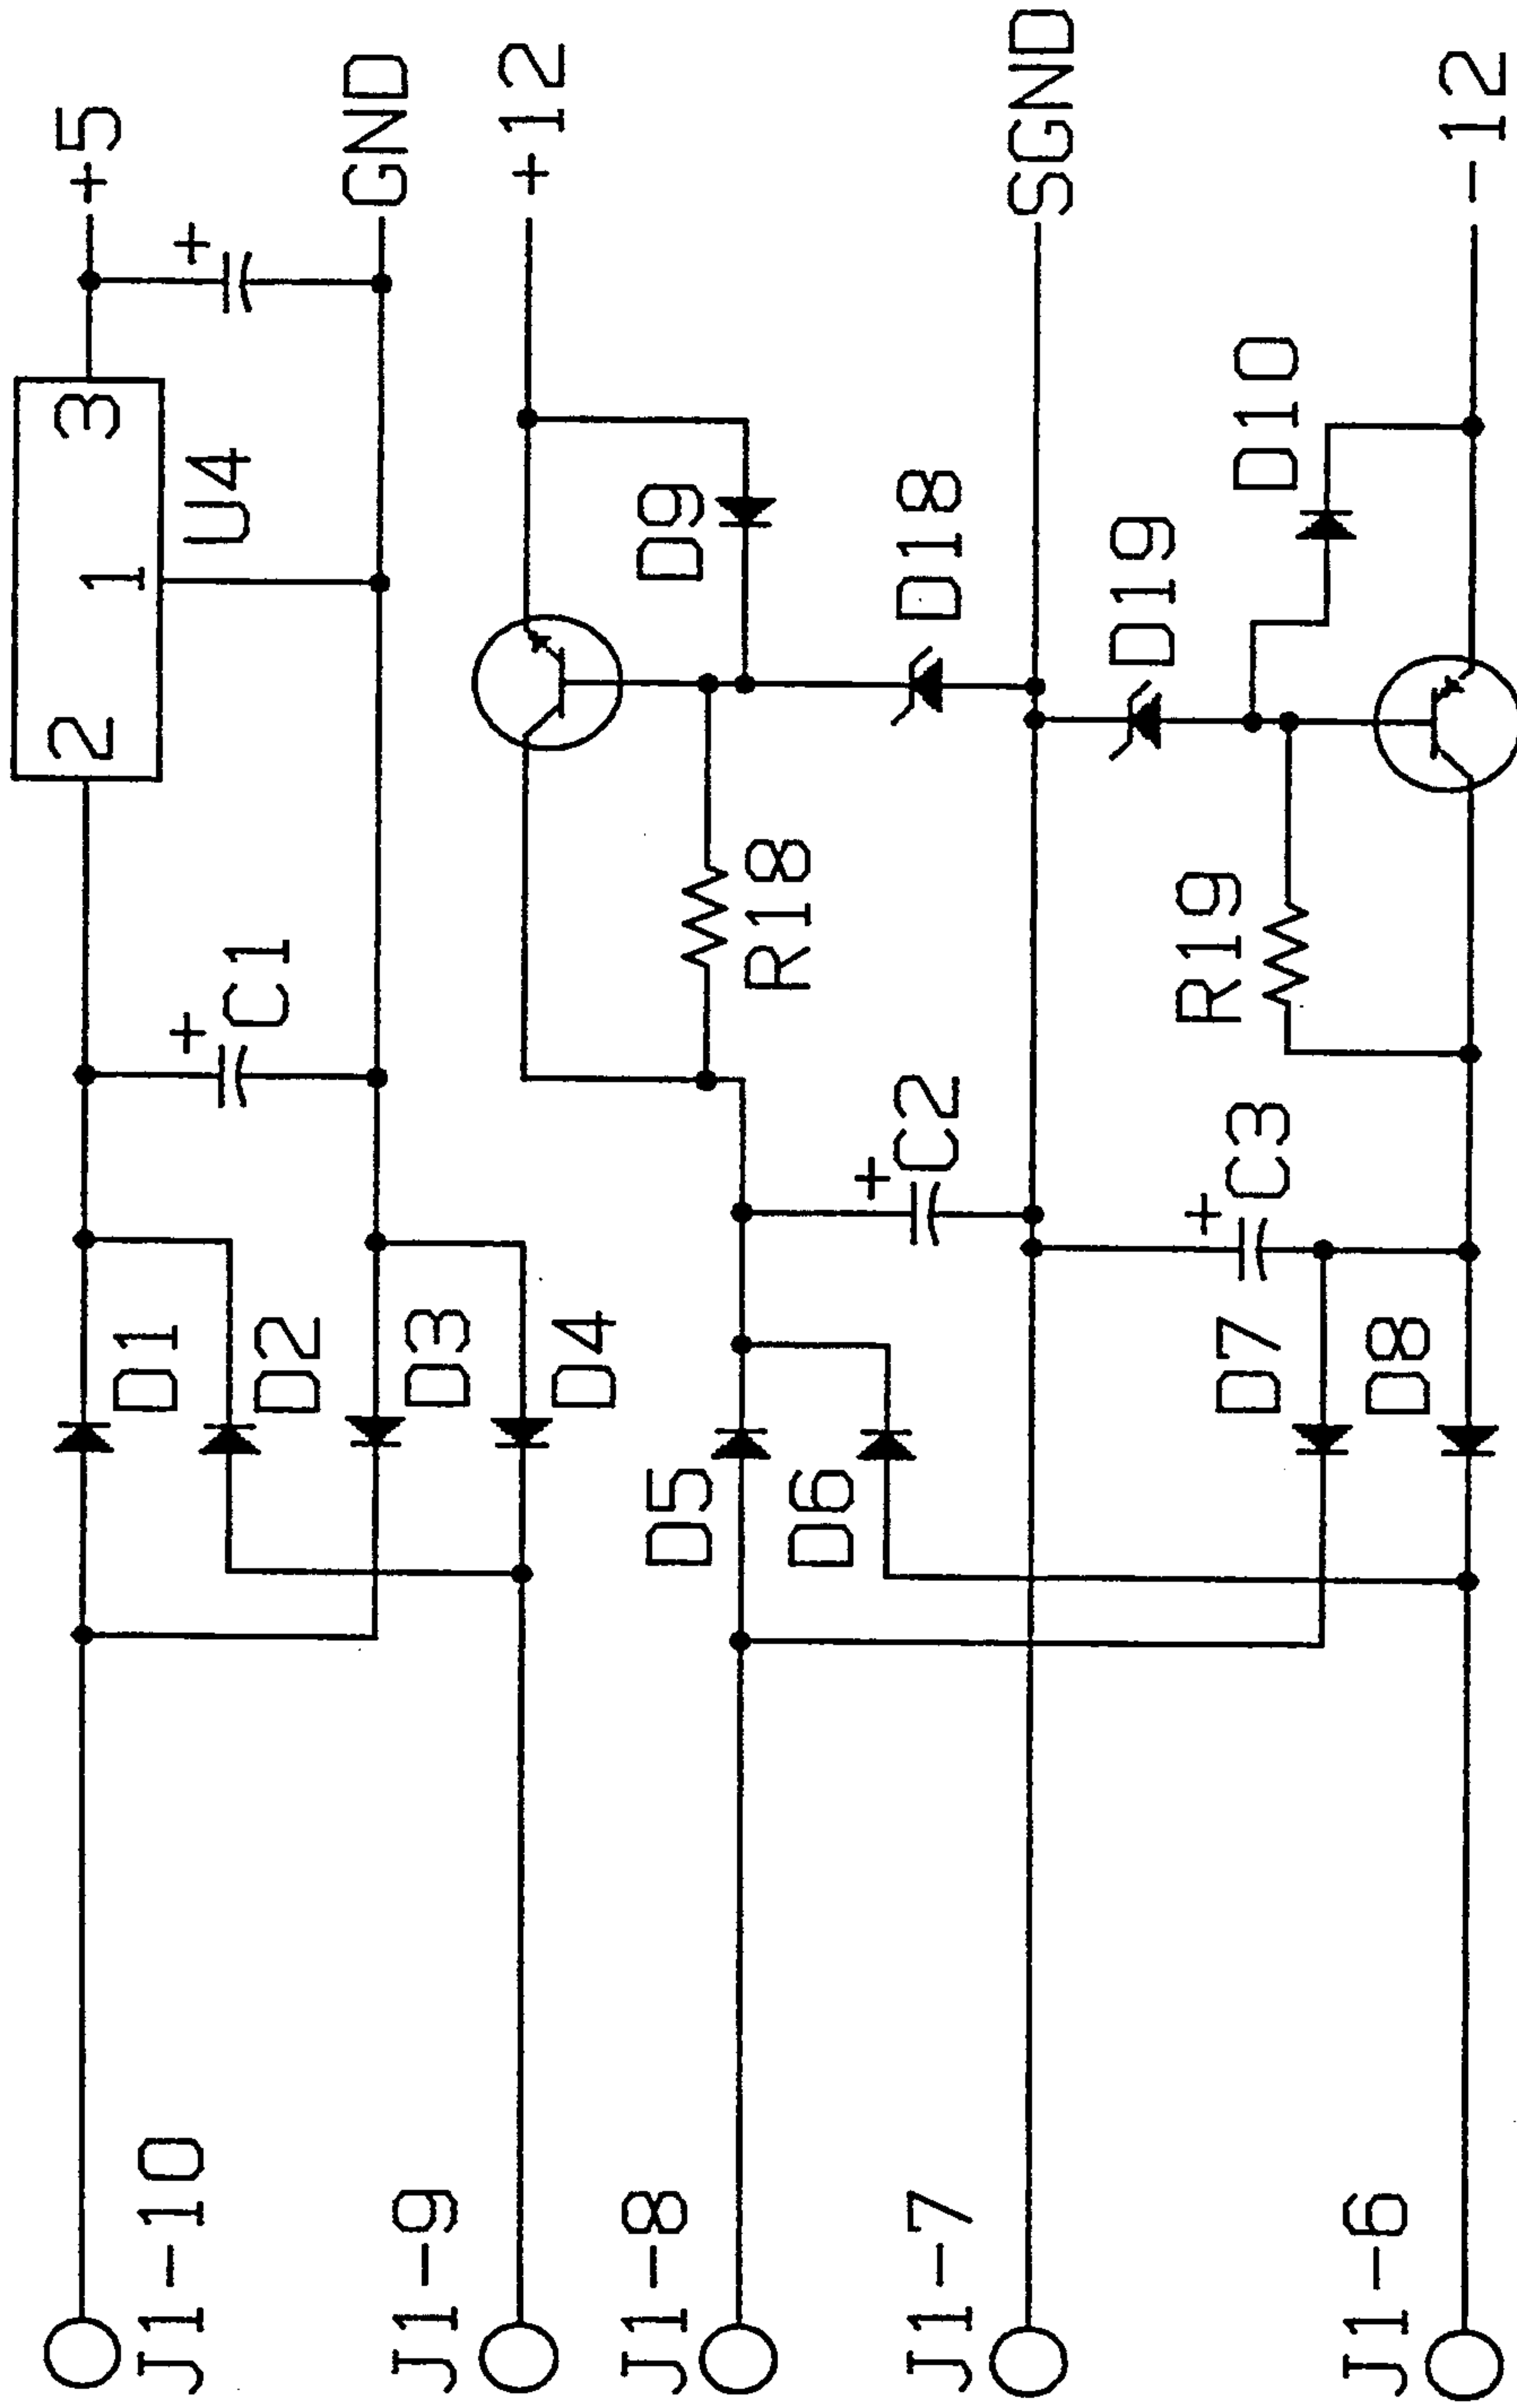 J1-10
J1-9
J1-8
J1-7
J1-6
D1
D2
D3
D4
D5
D6
D7
D8
+
C1
+
C2
+
C3
R18
R19
2
1
3
U4
D9
D18
D19
D10
+
+5
GND
+12
SGND
-12